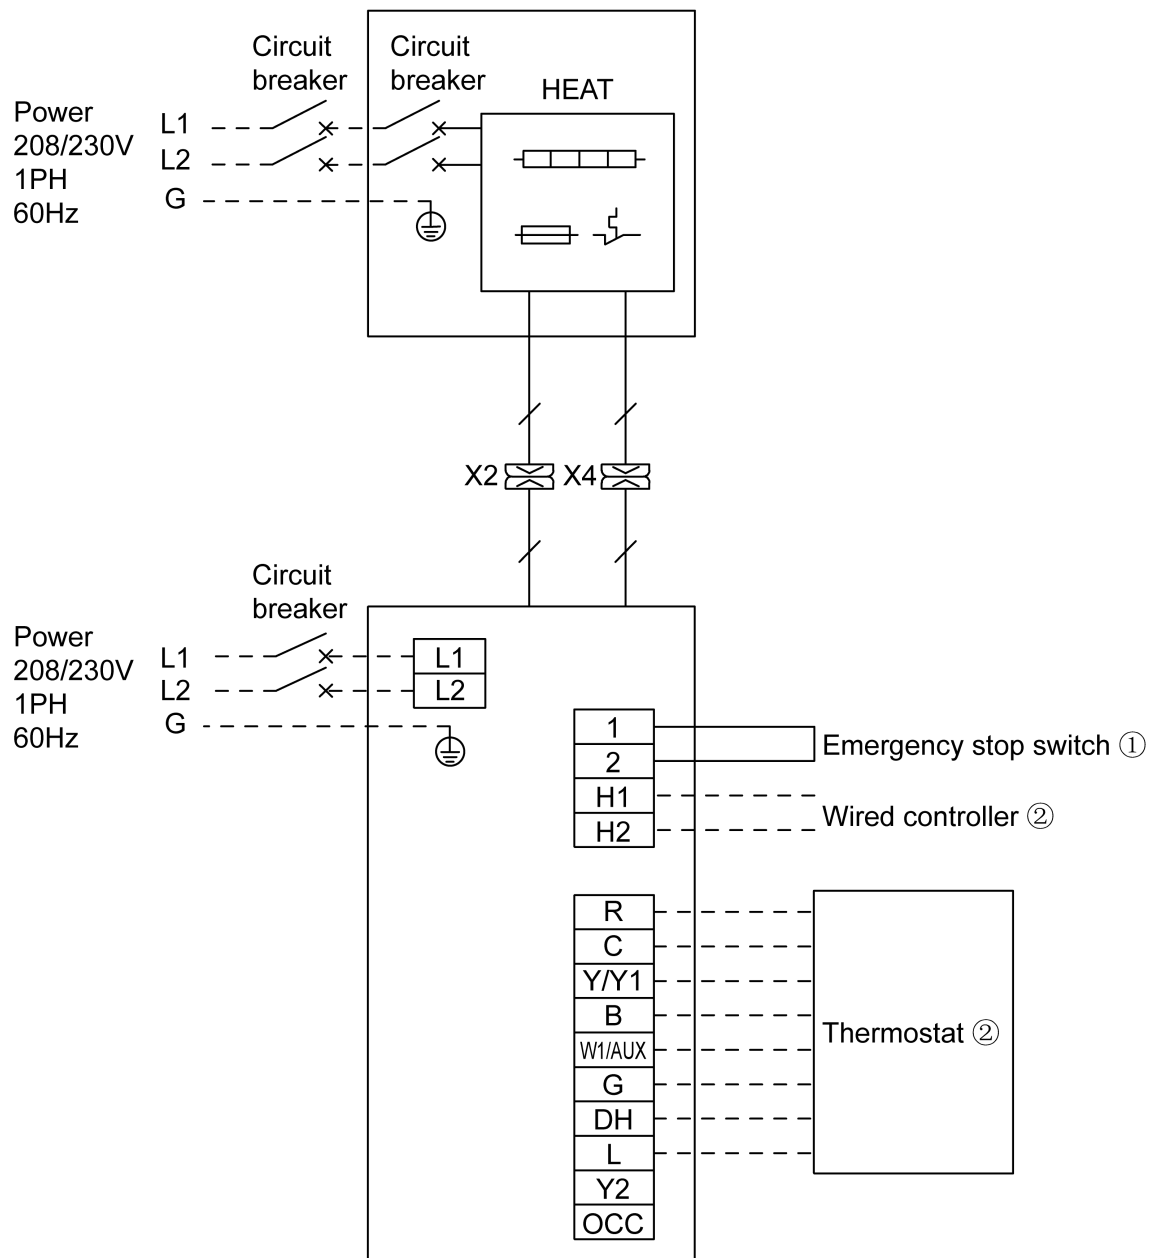 Circuit
breaker
Circuit
breaker
HEAT
Power
208/230V
1PH
60Hz
L1
L2
G
X2
X4
Circuit
breaker
Power
208/230V
1PH
60Hz
L1
L2
G
L1
L2
1
2
H1
H2
Emergency stop switch ①
Wired controller ②
R
C
Y/Y1
B
W1/AUX
G
DH
L
Y2
OCC
Thermostat ②